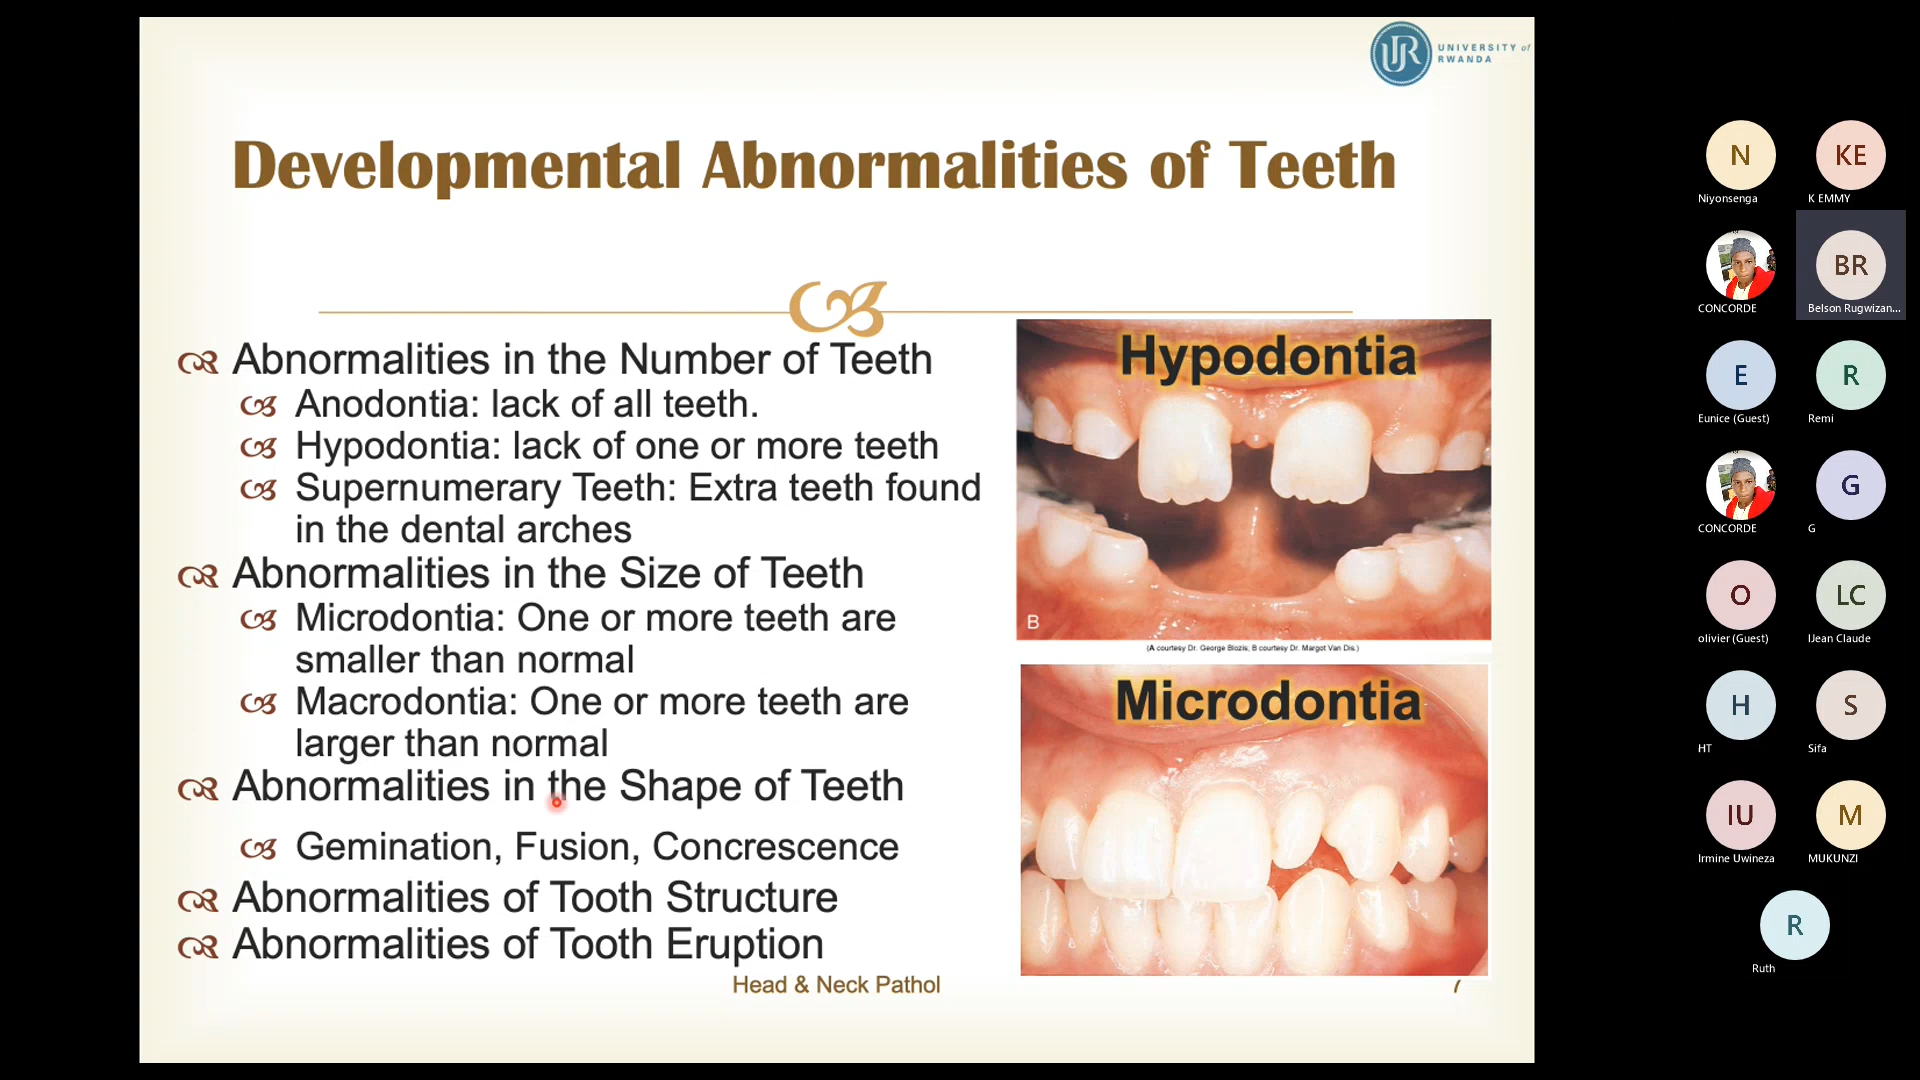 UNIVERSITY of
RWANDA
Developmental Abnormalities of Teeth
Abnormalities in the Number of Teeth
Anodontia: lack of all teeth.
Hypodontia: lack of one or more teeth
Supernumerary Teeth: Extra teeth found
in the dental arches
Abnormalities in the Size of Teeth
Microdontia: One or more teeth are
smaller than normal
Macrodontia: One or more teeth are
larger than normal
Abnormalities in the Shape of Teeth
Gemination, Fusion, Concrescence
Abnormalities of Tooth Structure
Abnormalities of Tooth Eruption
Hypodontia
B
(A courtesy Dr. George Blozis; B courtesy Dr. Margot Van Dis.)
Microdontia
Head & Neck Pathol
7
N
Niyonsenga
KE
K EMMY
CONCORDE
BR
Belson Rugwizan...
E
Eunice (Guest)
R
Remi
CONCORDE
G
G
O
olivier (Guest)
LC
IJean Claude
H
HT
S
Sifa
IU
Irmine Uwineza
M
MUKUNZI
R
Ruth